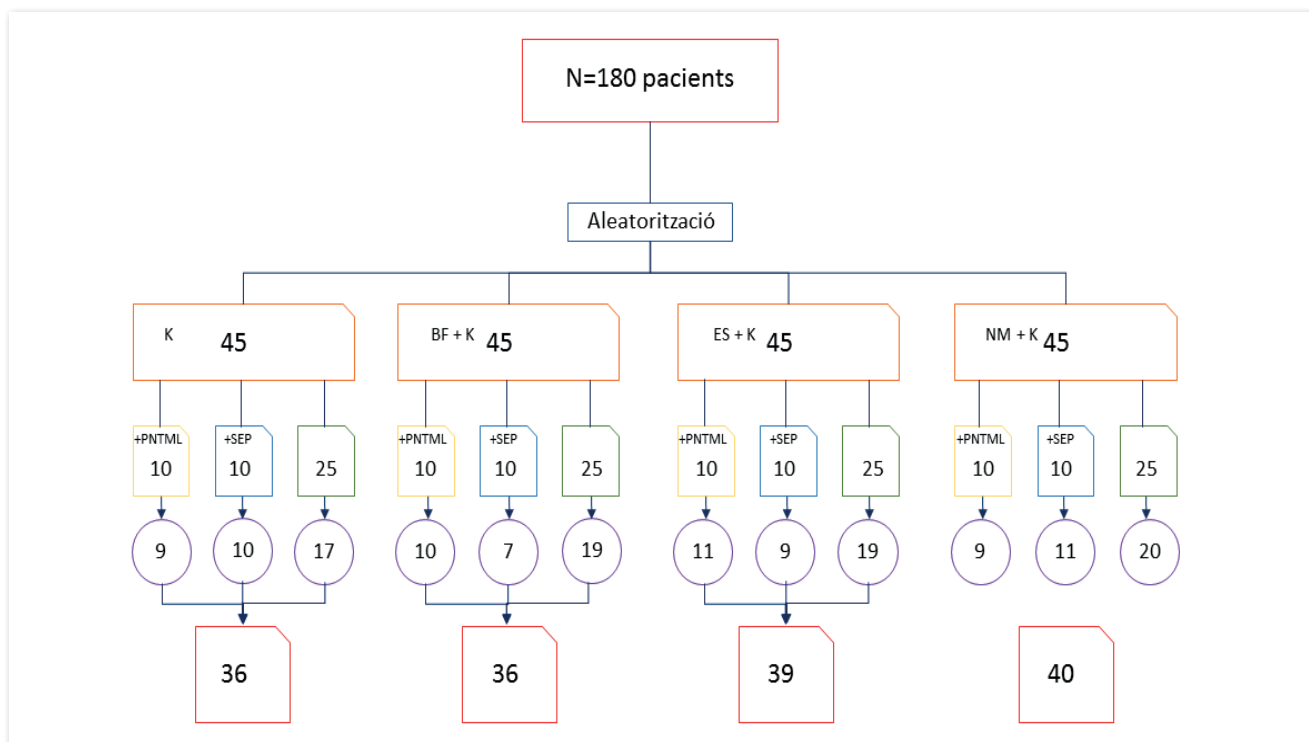 N=180 pacients
Aleatorització
K 45
BF + K 45
ES + K 45
NM + K 45
+PNTML +SEP +PNTML +SEP +PNTML +SEP +PNTML +SEP
10 10 25 10 10 25 10 10 25 10 10 25
9 10 17 10 7 19 11 9 19 9 11 20
36 36 39 40